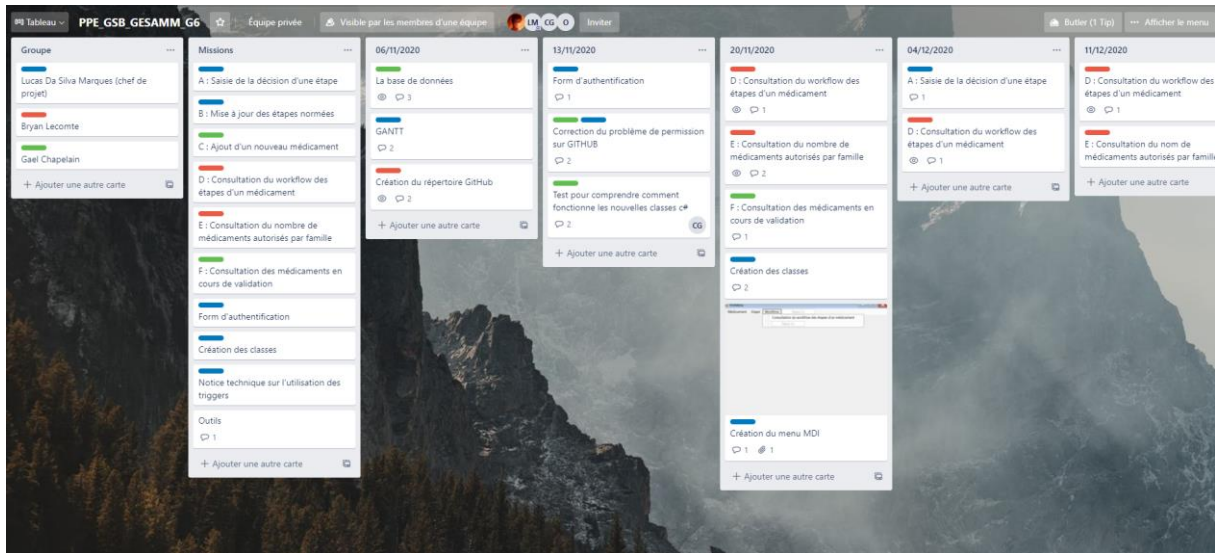 Tableau
PPE_GSB_GESAMM_G6
Équipe privée
Visible par les membres d'une équipe
LM
CG
O
Inviter
Butler (1 Tip)
Afficher le menu
Groupe
Lucas Da Silva Marques (chef de
projet)
Bryan Lecomte
Gael Chapelain
+ Ajouter une autre carte
Missions
A : Saisie de la décision d'une étape
B : Mise à jour des étapes normées
C : Ajout d'un nouveau médicament
D : Consultation du workflow des
étapes d'un médicament
E : Consultation du nombre de
médicaments autorisés par famille
F : Consultation des médicaments en
cours de validation
Form d'authentification
Création des classes
Notice technique sur l'utilisation des
triggers
Outils
1
+ Ajouter une autre carte
06/11/2020
La base de données
3
GANTT
2
Création du répertoire GitHub
2
+ Ajouter une autre carte
13/11/2020
Form d'authentification
1
Correction du problème de permission
sur GITHUB
2
Test pour comprendre comment
fonctionne les nouvelles classes c#
2
CG
+ Ajouter une autre carte
20/11/2020
D : Consultation du workflow des
étapes d'un médicament
1
E : Consultation du nombre de
médicaments autorisés par famille
2
F : Consultation des médicaments en
cours de validation
1
Création des classes
2
Consultation du workflow des étapes d'un médicament
Création du menu MDI
1 1
+ Ajouter une autre carte
04/12/2020
A : Saisie de la décision d'une étape
1
D : Consultation du workflow des
étapes d'un médicament
1
+ Ajouter une autre carte
11/12/2020
D : Consultation du workflow des
étapes d'un médicament
1
E : Consultation du nom de
médicaments autorisés par famille
+ Ajouter une autre carte